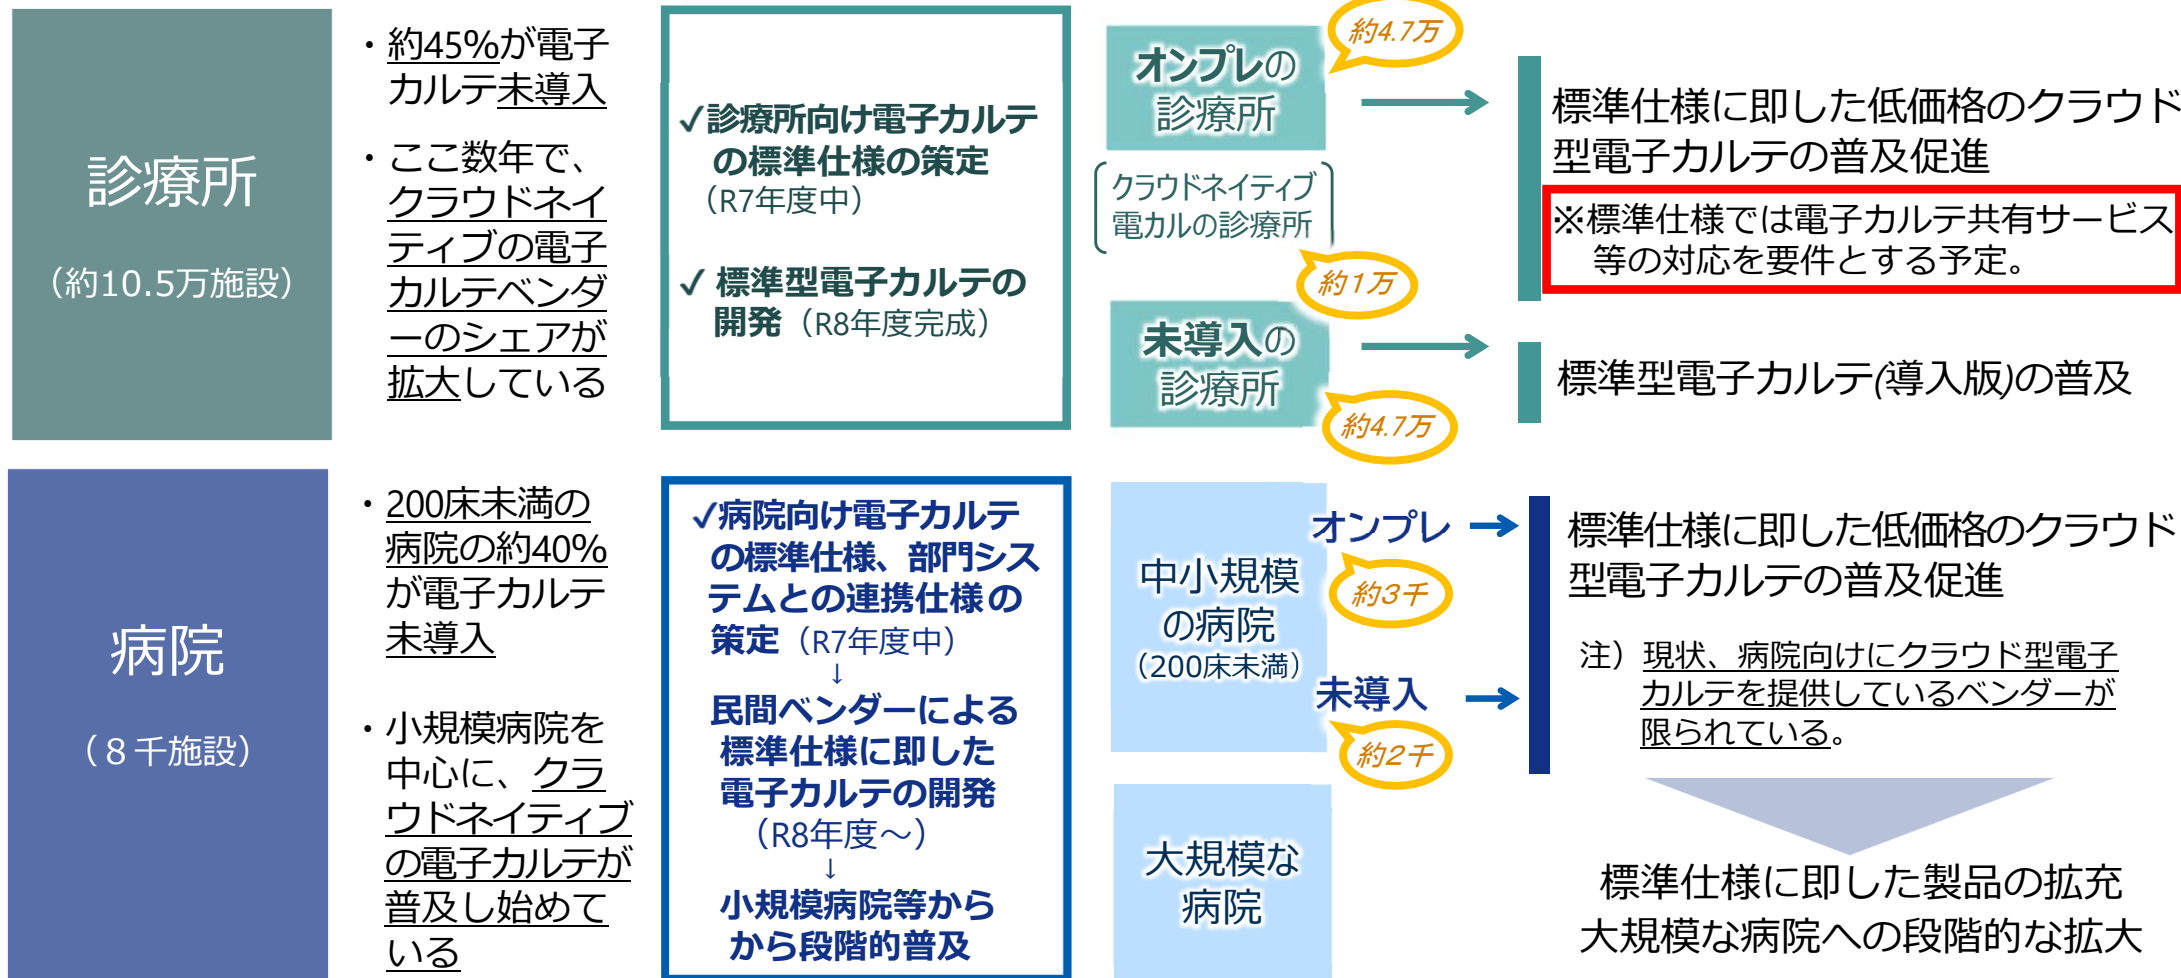 診療所
（約10.5万施設）
・約45%が電子
カルテ未導入
・ここ数年で、
クラウドネイ
ティブの電子
カルテベンダ
ーのシェアが
拡大している
✓診療所向け電子カルテ
の標準仕様の策定
（R7年度中）
✓ 標準型電子カルテの
開発（R8年度完成）
約4.7万
オンプレの
診療所
クラウドネイティブ
電カルの診療所
約１万
未導入の
診療所
約4.7万
標準仕様に即した低価格のクラウド
型電子カルテの普及促進
※標準仕様では電子カルテ共有サービス
等の対応を要件とする予定。
標準型電子カルテ(導入版)の普及
病院
（８千施設）
・200床未満の
病院の約40%
が電子カルテ
未導入
・小規模病院を
中心に、クラ
ウドネイティブ
の電子カルテが
普及し始めて
いる
✓病院向け電子カルテ
の標準仕様、部門シス
テムとの連携仕様の
策定（R7年度中）
↓
民間ベンダーによる
標準仕様に即した
電子カルテの開発
（R8年度～）
↓
小規模病院等から
から段階的普及
中小規模
の病院
（200床未満）
オンプレ
約３千
未導入
約２千
大規模な
病院
標準仕様に即した低価格のクラウド
型電子カルテの普及促進
注）現状、病院向けにクラウド型電子
カルテを提供しているベンダーが
限られている。
標準仕様に即した製品の拡充
大規模な病院への段階的な拡大